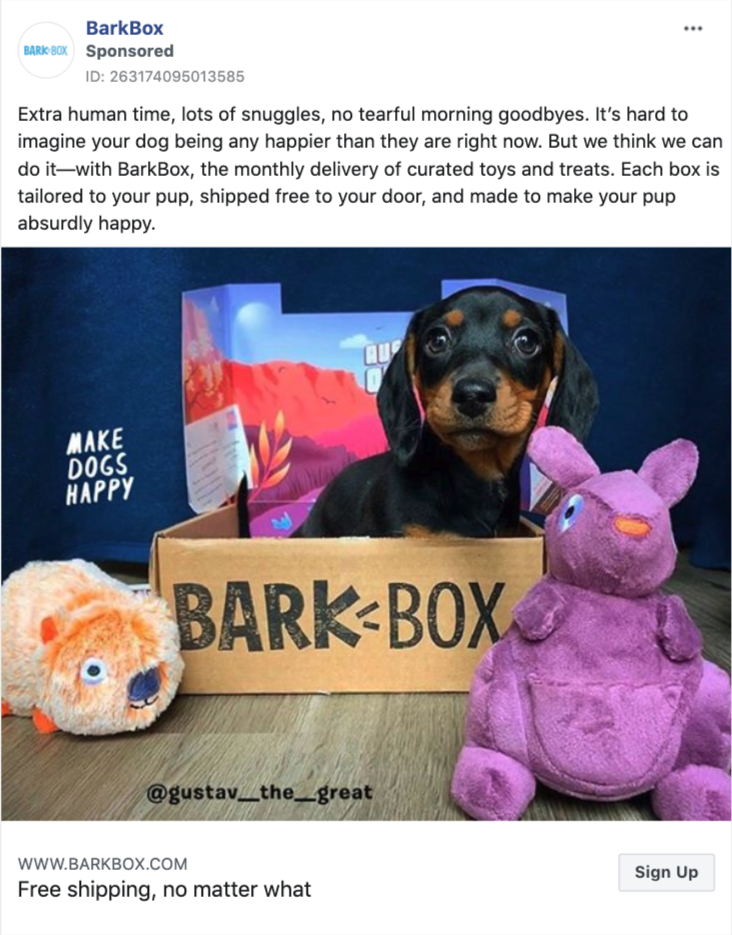 BarkBox
BARK BOX
Sponsored
ID: 263174095013585
Extra human time, lots of snuggles, no tearful morning goodbyes. It’s hard to
imagine your dog being any happier than they are right now. But we think we can
do it—with BarkBox, the monthly delivery of curated toys and treats. Each box is
tailored to your pup, shipped free to your door, and made to make your pup
absurdly happy.
MAKE
DOGS
HAPPY
BARK BOX
@gustav__the__great
WWW.BARKBOX.COM
Free shipping, no matter what
Sign Up